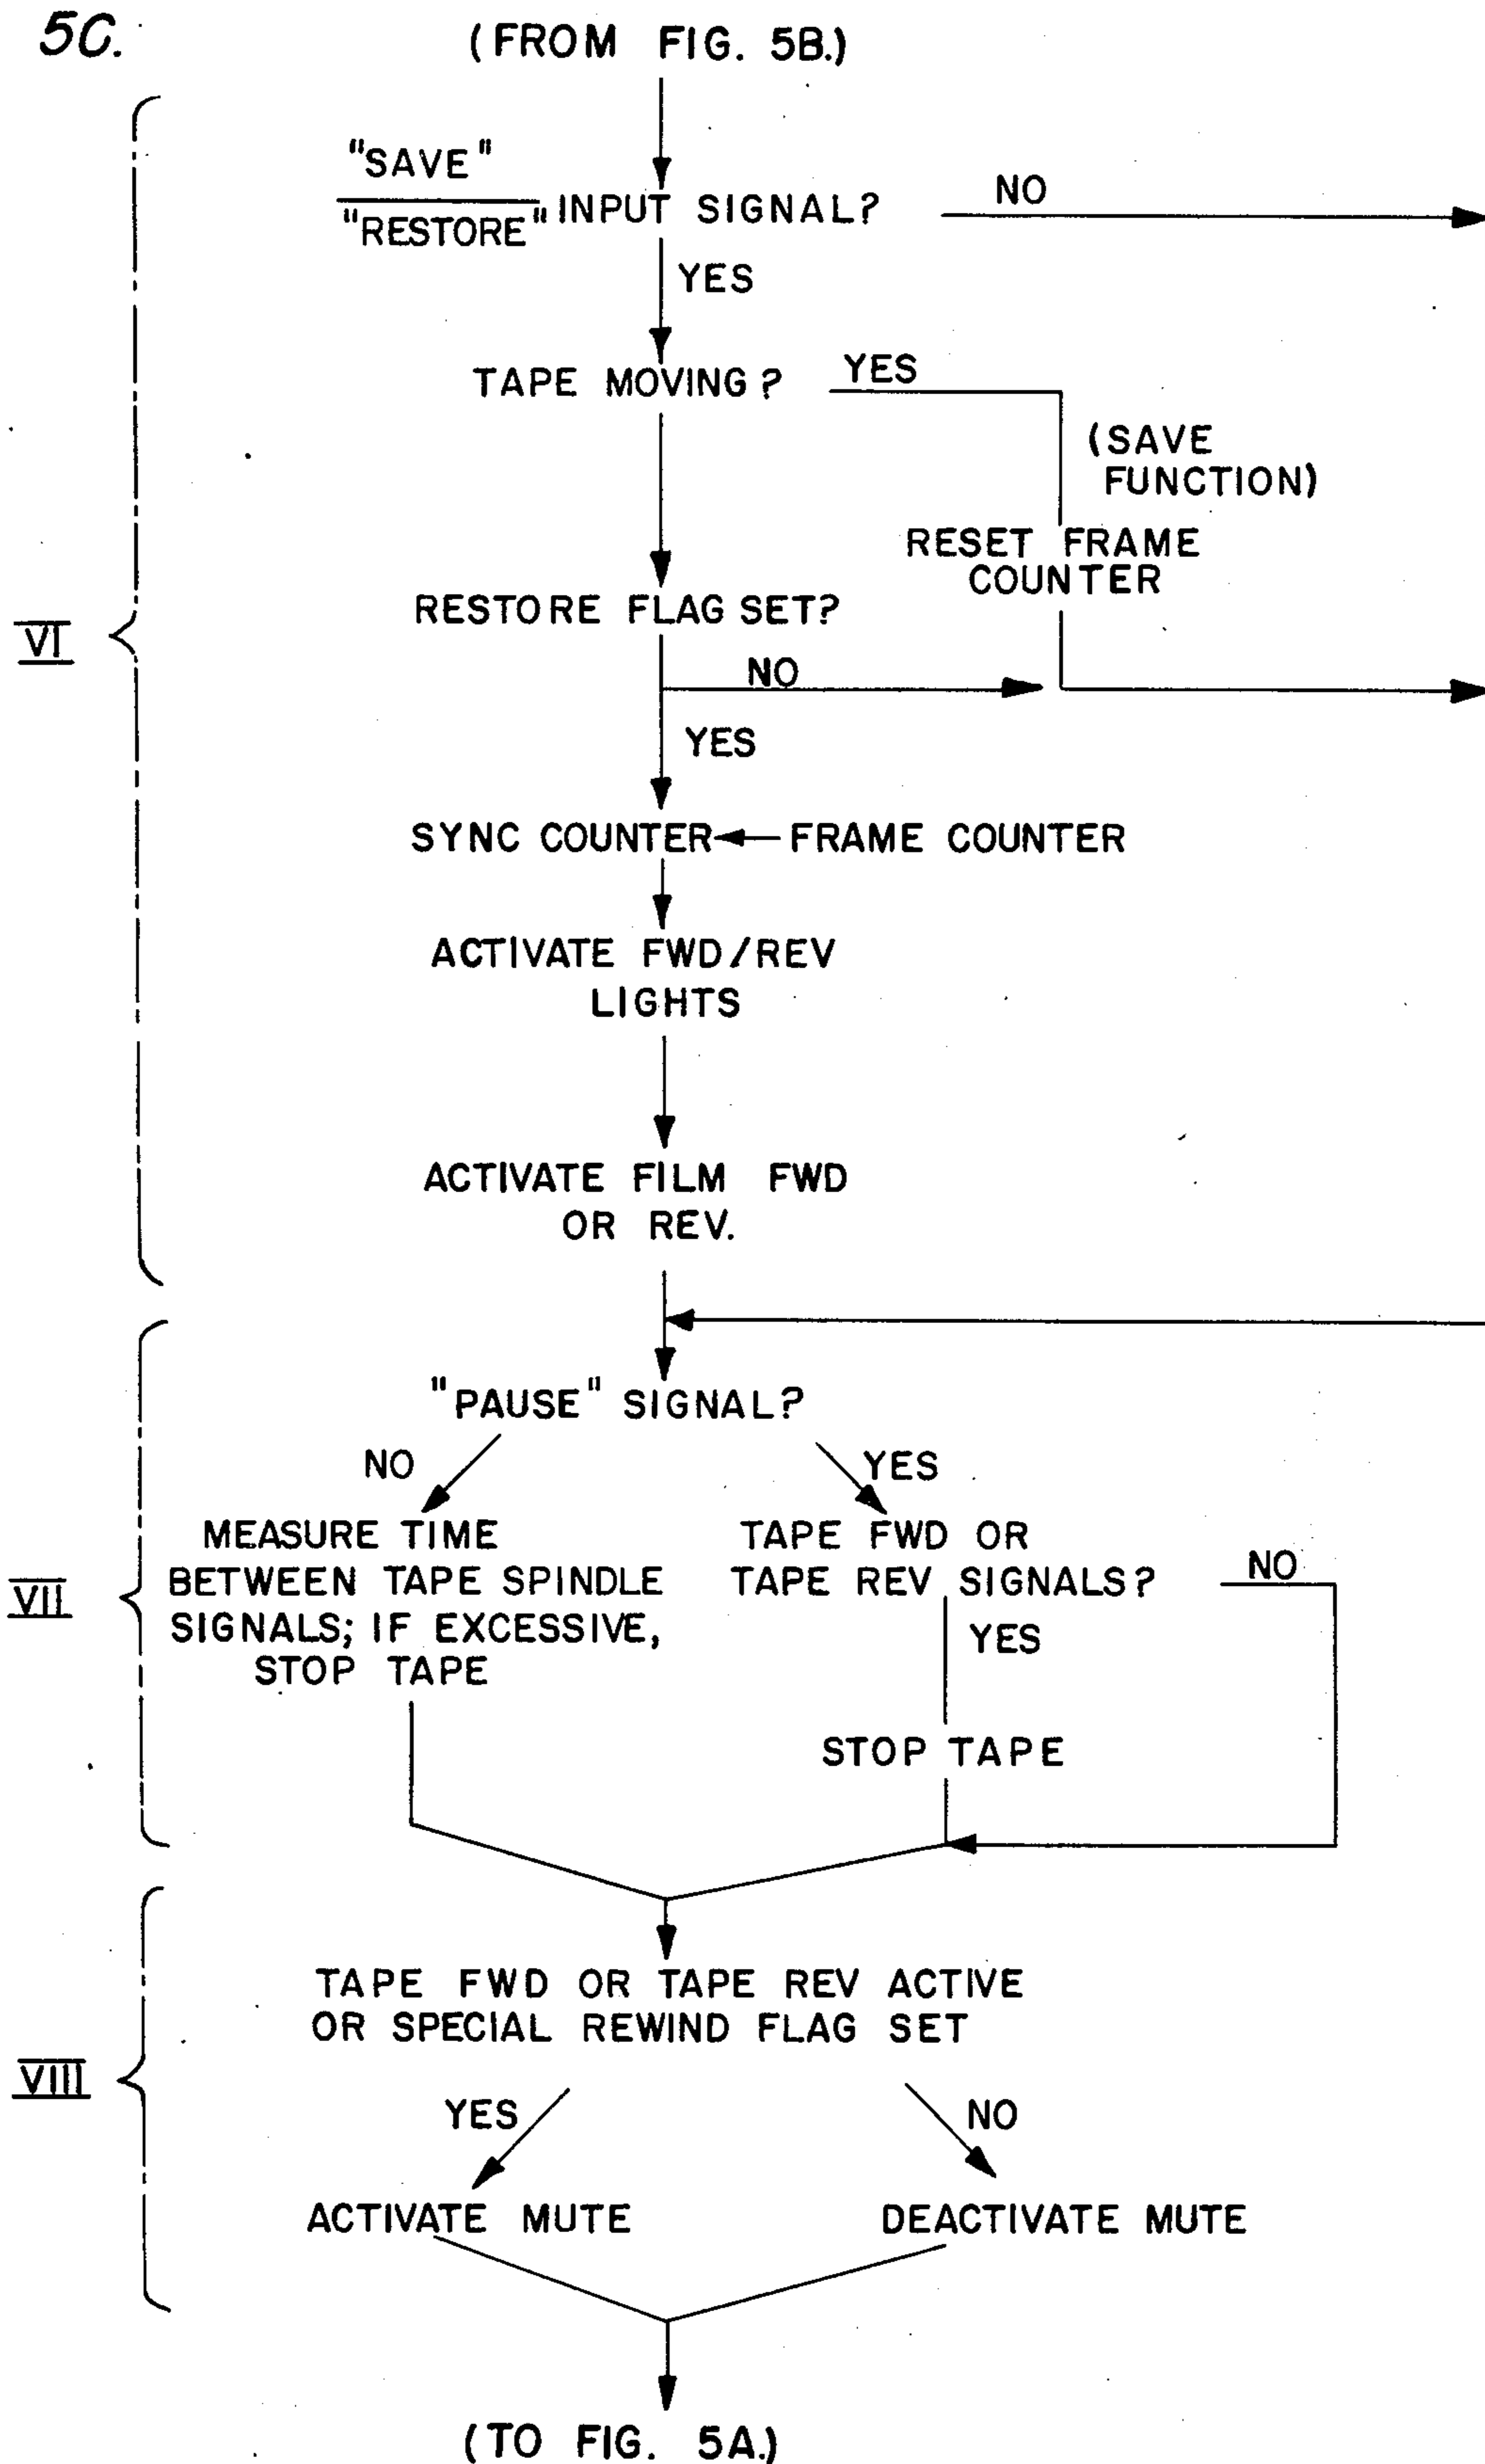 5C.
(FROM FIG. 5B.)
"SAVE"
"RESTORE" INPUT SIGNAL?
NO
YES
TAPE MOVING?
YES
(SAVE
FUNCTION)
RESET FRAME
COUNTER
RESTORE FLAG SET?
VI
NO
YES
SYNC COUNTER
FRAME COUNTER
ACTIVATE FWD/REV
LIGHTS
ACTIVATE FILM FWD
OR REV.
"PAUSE" SIGNAL?
NO
YES
MEASURE TIME
BETWEEN TAPE SPINDLE
SIGNALS; IF EXCESSIVE,
STOP TAPE
TAPE FWD OR
TAPE REV SIGNALS?
NO
VII
YES
STOP TAPE
TAPE FWD OR TAPE REV ACTIVE
OR SPECIAL REWIND FLAG SET
VIII
YES
NO
ACTIVATE MUTE
DEACTIVATE MUTE
(TO FIG. 5A.)